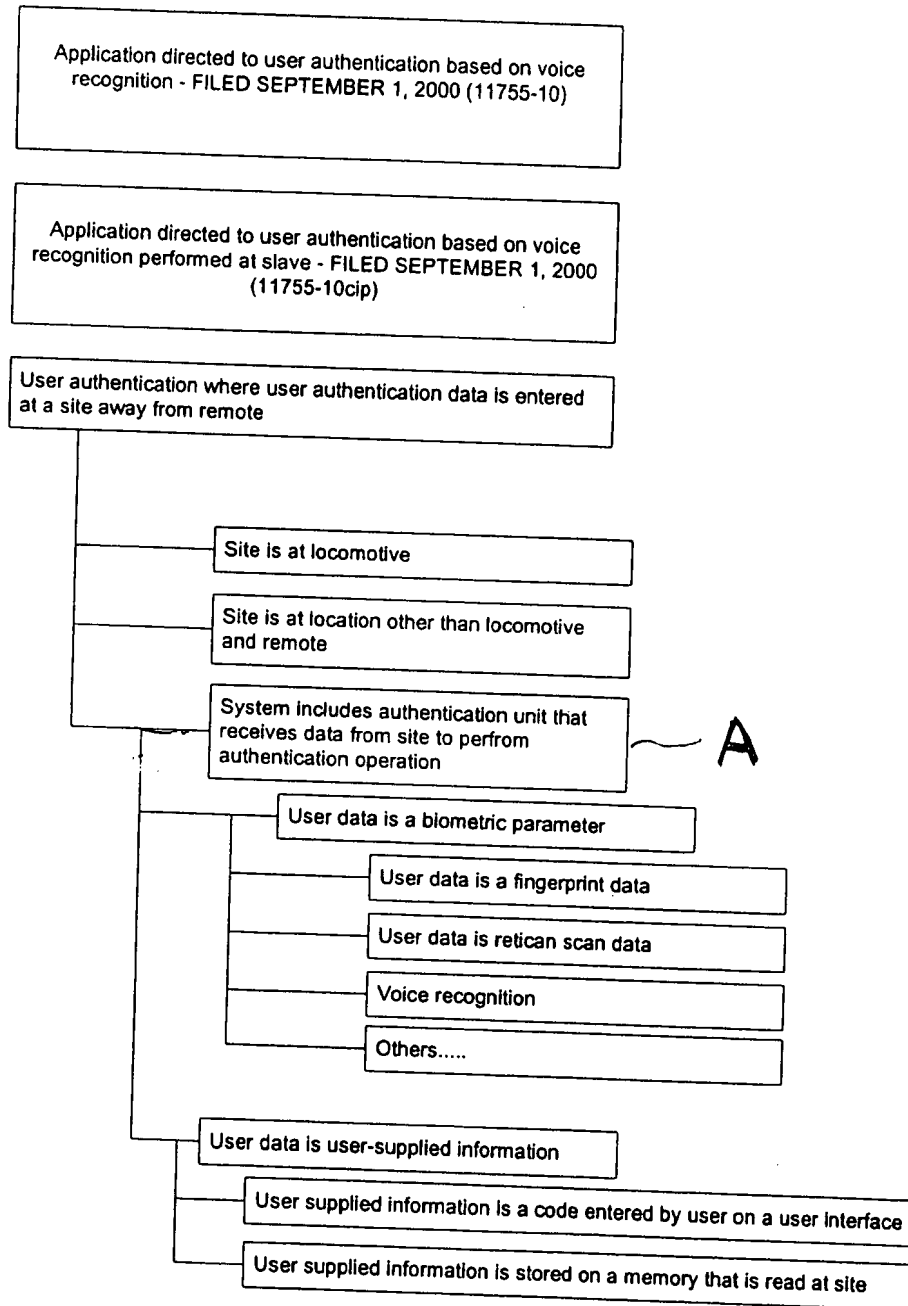 Application directed to user authentication based on voice
recognition - FILED SEPTEMBER 1, 2000 (11755-10)
Application directed to user authentication based on voice
recognition performed at slave - FILED SEPTEMBER 1, 2000
(11755-10cip)
User authentication where user authentication data is entered
at a site away from remote
Site is at locomotive
Site is at location other than locomotive
and remote
System includes authentication unit that
receives data from site to perfrom
authentication operation
A
User data is a biometric parameter
User data is a fingerprint data
User data is retican scan data
Voice recognition
Others.....
User data is user-supplied information
User supplied information is a code entered by user on a user interface
User supplied information is stored on a memory that is read at site